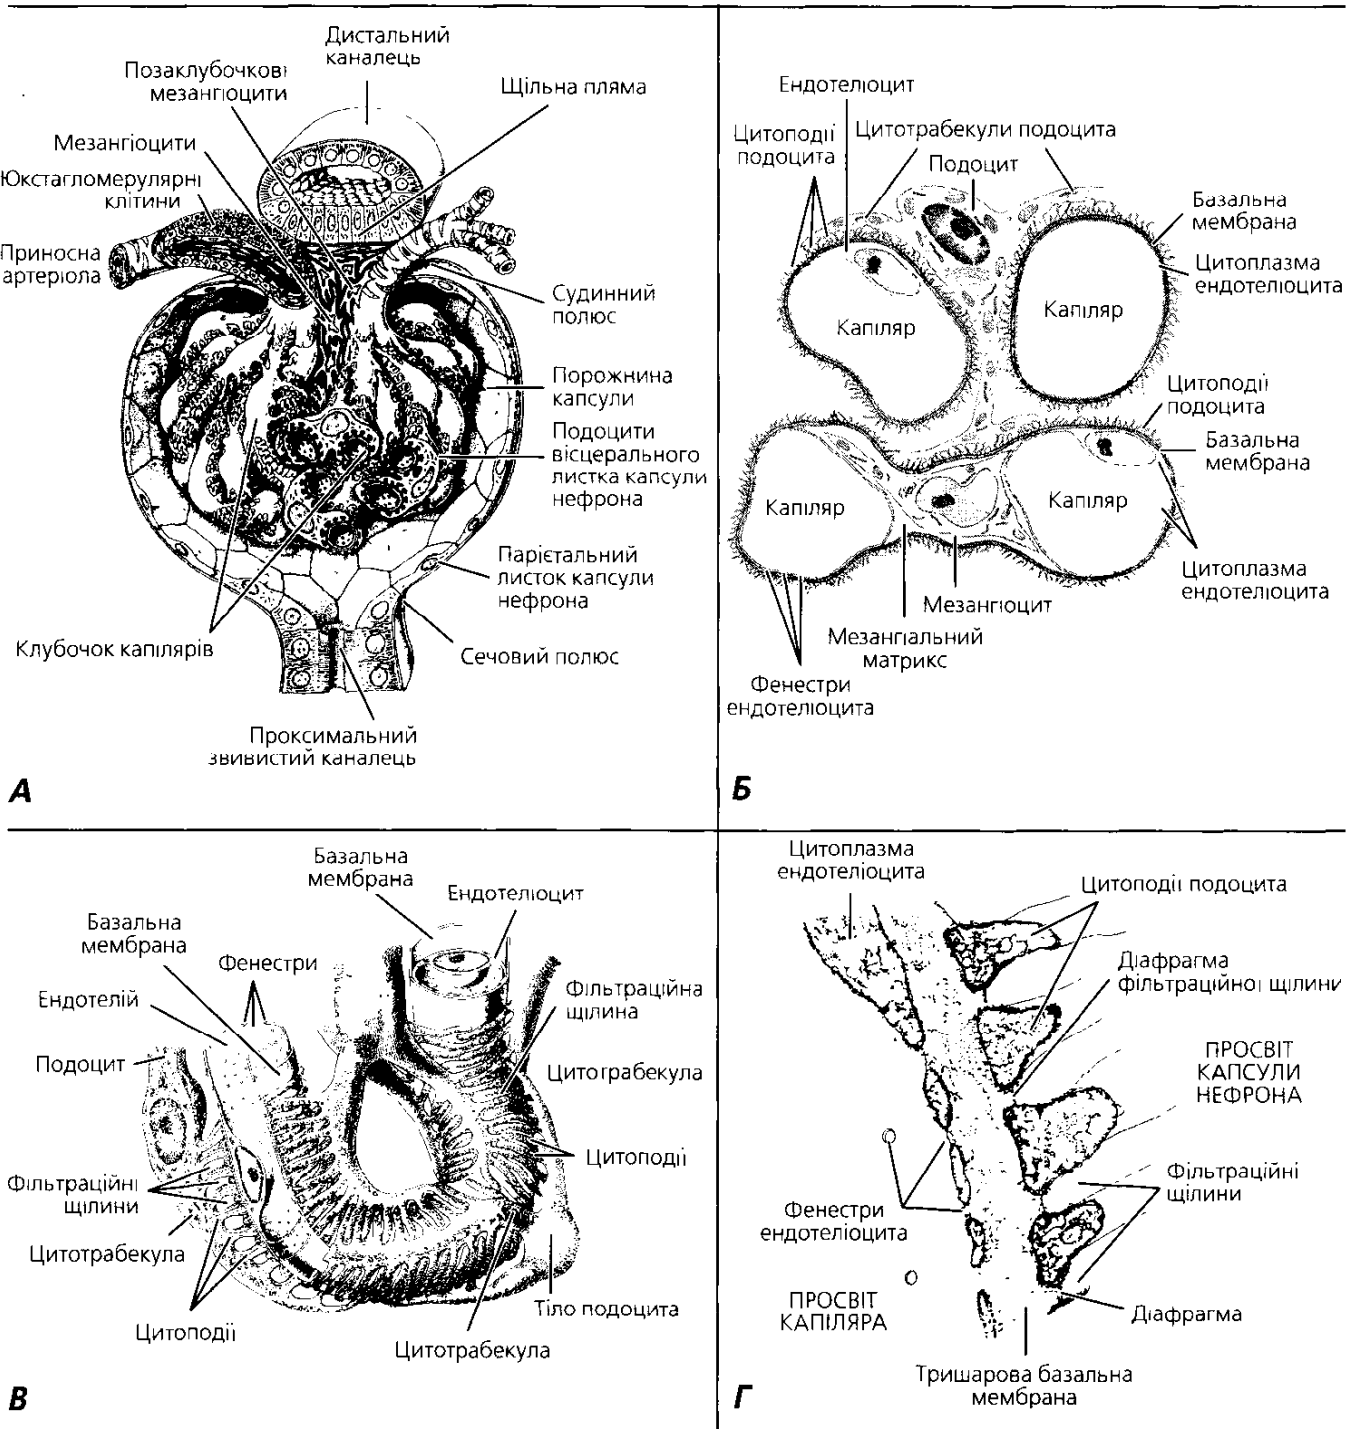 Дистальний
каналець
Позаклубочкові
мезангіоцити
Щільна пляма
Мезангіоцити
Юкстагломерулярні
клітини
Приносна
артеріола
Судинний
полюс
Порожнина
капсули
Подоцити
вісцерального
листка капсули
нефрона
Парієтальний
листок капсули
нефрона
Клубочок капілярів
Сечовий полюс
Проксимальний
звивистий каналець
А
Ендотеліоцит
Цитоподії
подоцита
Цитотрабекули подоцита
Подоцит
Базальна
мембрана
Цитоплазма
ендотеліоцита
Капіляр
Капіляр
Цитоподії
подоцита
Базальна
мембрана
Капіляр
Капіляр
Цитоплазма
ендотеліоцита
Мезангіоцит
Мезангіальний
матрикс
Фенестри
ендотеліоцита
Б
Базальна
мембрана
Ендотеліоцит
Базальна
мембрана
Фенестри
Ендотелій
Фільтраційна
щілина
Подоцит
Цитотрабекула
Цитоподії
Фільтраційні
щілини
Цитотрабекула
Тіло подоцита
Цитоподії
Цитотрабекула
В
Цитоплазма
ендотеліоцита
Цитоподії подоцита
Діафрагма
фільтраційної щілини
ПРОСВІТ
КАПСУЛИ
НЕФРОНА
Фільтраційні
щілини
Фенестри
ендотеліоцита
ПРОСВІТ
КАПІЛЯРА
Діафрагма
Тришарова базальна
мембрана
Г